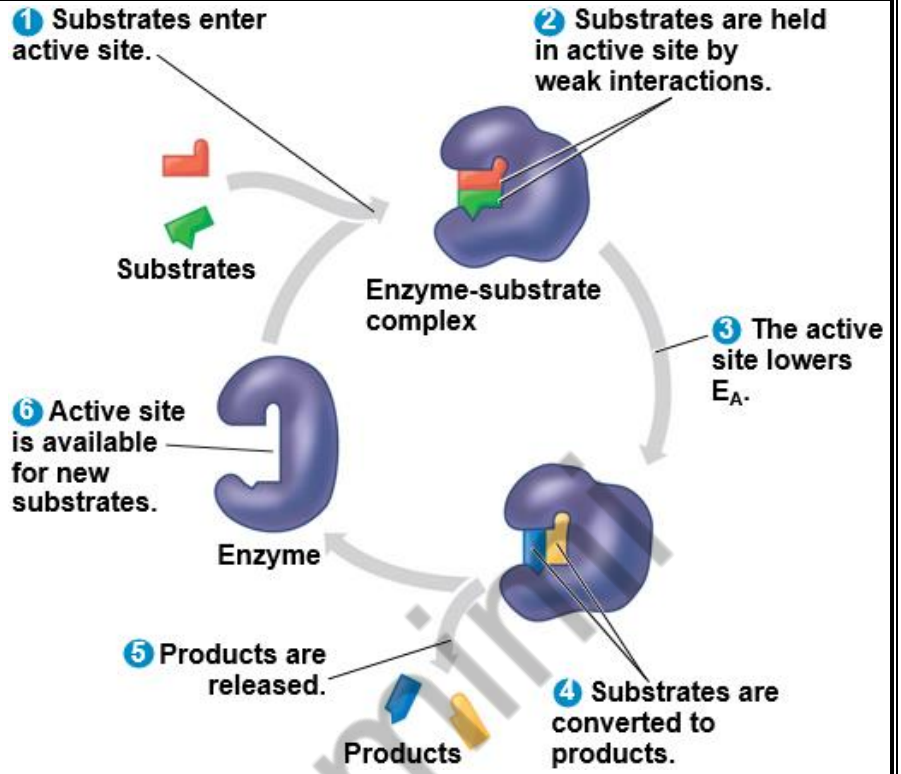 1 Substrates enter
active site.
2 Substrates are held
in active site by
weak interactions.
Substrates
Enzyme-substrate
complex
3 The active
site lowers
EA.
6 Active site
is available
for new
substrates.
Enzyme
5 Products are
released.
Products
4 Substrates are
converted to
products.